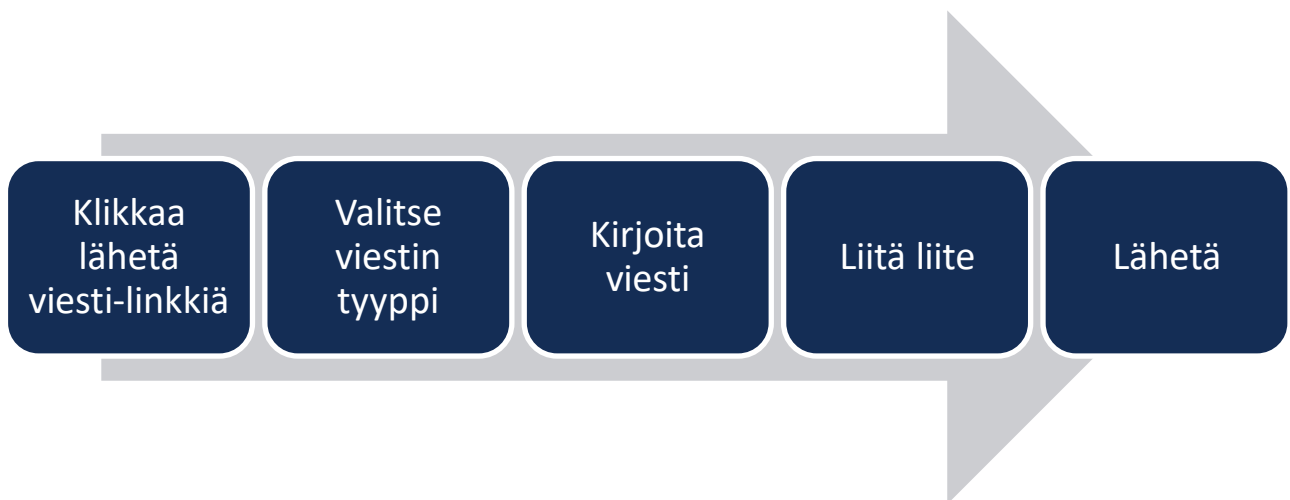 Klikkaa
lähetä
viesti-linkkiä
Valitse
viestin
tyyppi
Kirjoita
viesti
Liitä liite
Lähetä